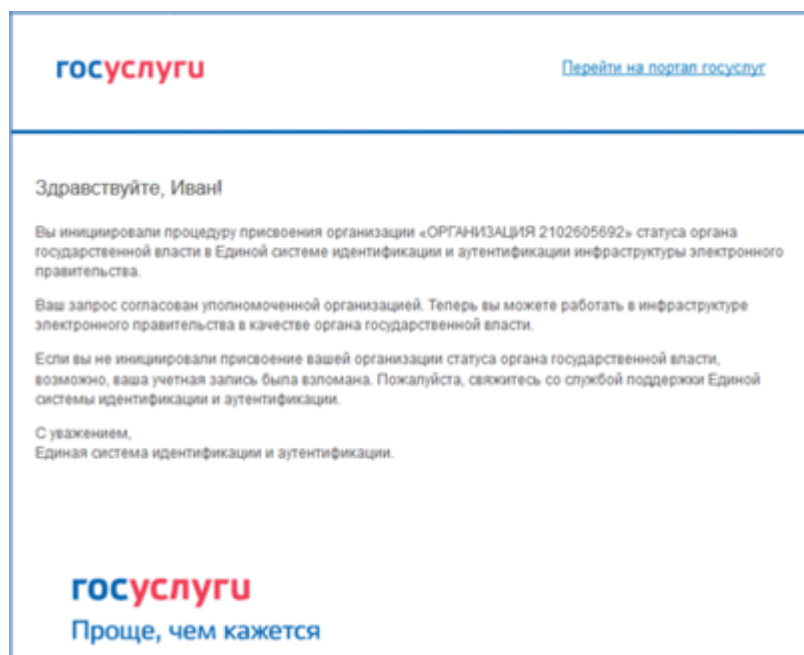 госуслуги
Перейти на портал госуслуг
Здравствуйте, Иван!
Вы инициировали процедуру присвоения организации «ОРГАНИЗАЦИЯ 2102605692» статуса органа
государственной власти в Единой системе идентификации и аутентификации инфраструктуры электронного
правительства.
Ваш запрос согласован уполномоченной организацией. Теперь вы можете работать в инфраструктуре
электронного правительства в качестве органа государственной власти.
Если вы не инициировали присвоение вашей организации статуса органа государственной власти,
возможно, ваша учетная запись была взломана. Пожалуйста, свяжитесь со службой поддержки Единой
системы идентификации и аутентификации.
С уважением,
Единая система идентификации и аутентификации.
госуслуги
Проще, чем кажется